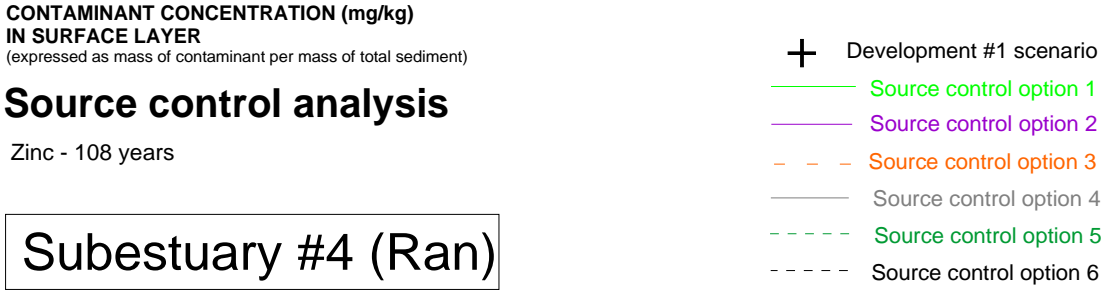 CONTAMINANT CONCENTRATION (mg/kg)
IN SURFACE LAYER
(expressed as mass of contaminant per mass of total sediment)
Source control analysis
Zinc - 108 years
Subestuary #4 (Ran)
Development #1 scenario
Source control option 1
Source control option 2
Source control option 3
Source control option 4
Source control option 5
Source control option 6